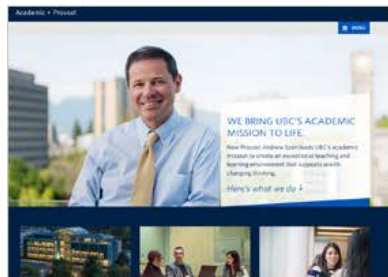 Academic • Provost
MENU
WE BRING UBC'S ACADEMIC
MISSION TO LIFE.
New Provost Andrew Szeri leads UBC's academic
mission to create an exceptional teaching and
learning environment that supports world-
changing thinking.
Here's what we do ↓